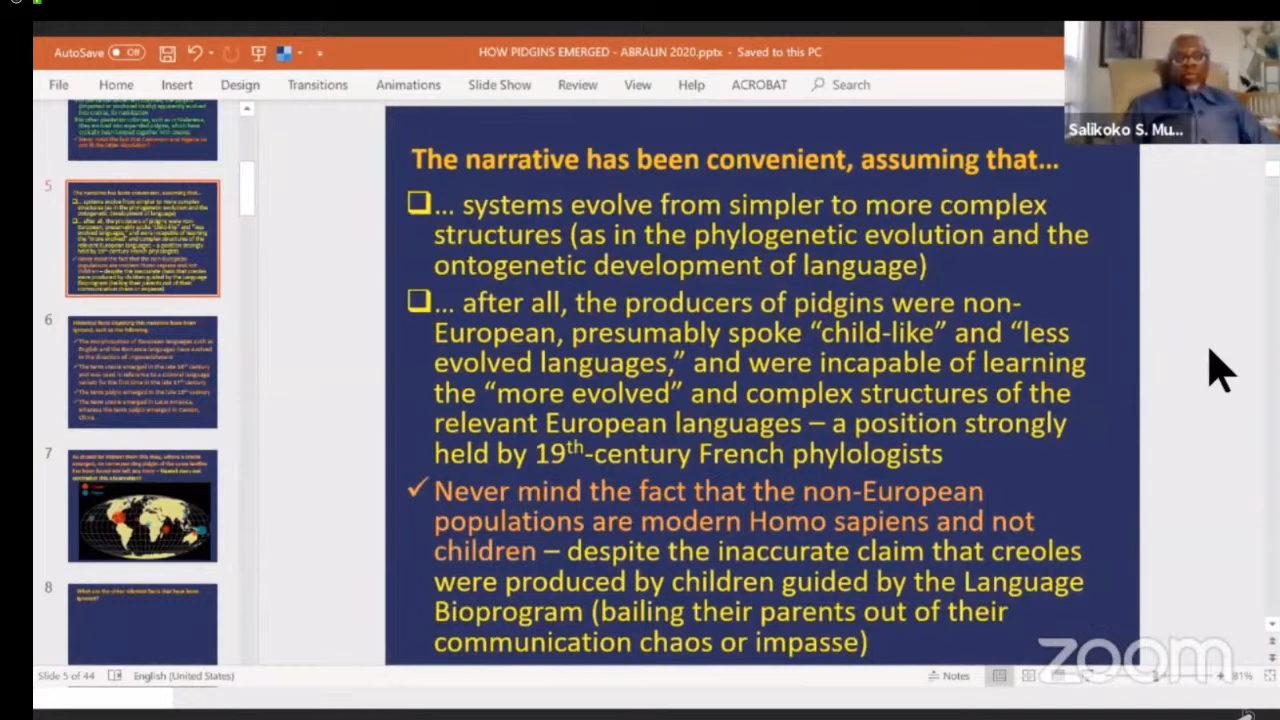 AutoSave Off
HOW PIDGINS EMERGED - ABRALIN 2020.pptx - Saved to this PC
File Home Insert Design Transitions Animations Slide Show Review View Help ACROBAT Search
Salikoko S. Mu...
5
6
7
8
The narrative has been convenient, assuming that...
... systems evolve from simpler to more complex
structures (as in the phylogenetic evolution and the
ontogenetic development of language)
... after all, the producers of pidgins were non-
European, presumably spoke “child-like” and “less
evolved languages,” and were incapable of learning
the “more evolved” and complex structures of the
relevant European languages – a position strongly
held by 19th-century French phylologists
Never mind the fact that the non-European
populations are modern Homo sapiens and not
children – despite the inaccurate claim that creoles
were produced by children guided by the Language
Bioprogram (bailing their parents out of their
communication chaos or impasse)
zoom
Slide 5 of 44 English (United States) Notes 81%